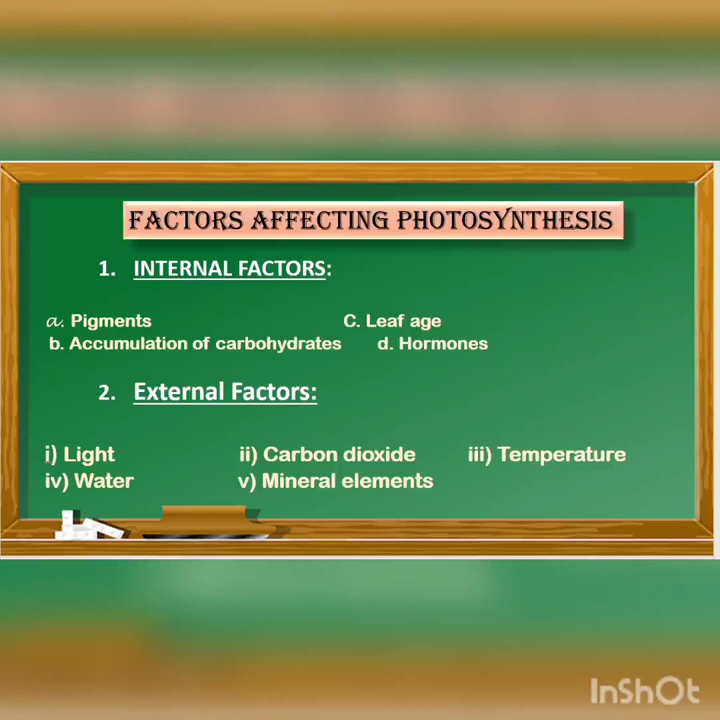 FACTORS AFFECTING PHOTOSYNTHESIS
1. INTERNAL FACTORS:
a. Pigments C. Leaf age
b. Accumulation of carbohydrates d. Hormones
2. External Factors:
i) Light ii) Carbon dioxide iii) Temperature
iv) Water v) Mineral elements
InShOt